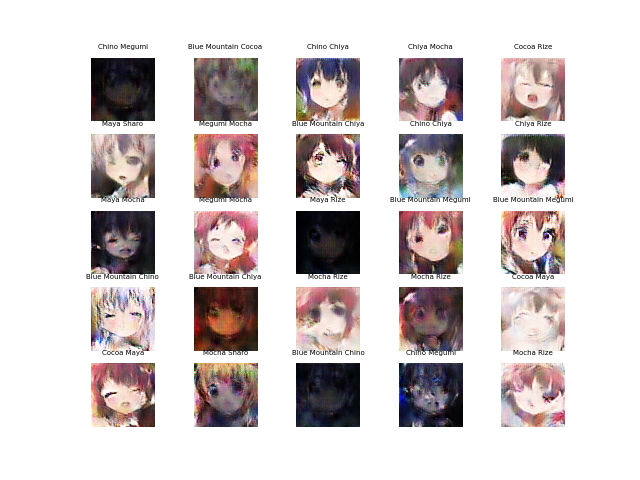 Chino Megumi
Blue Mountain Cocoa
Chino Chiya
Chiya Mocha
Cocoa Rize
Maya Sharo
Megumi Mocha
Blue Mountain Chiya
Chino Chiya
Chiya Rize
Maya Mocha
Megumi Mocha
Maya Rize
Blue Mountain Megumi
Blue Mountain Megumi
Blue Mountain Chino
Blue Mountain Chiya
Mocha Rize
Mocha Rize
Cocoa Maya
Cocoa Maya
Mocha Sharo
Blue Mountain Chino
Chino Megumi
Mocha Rize